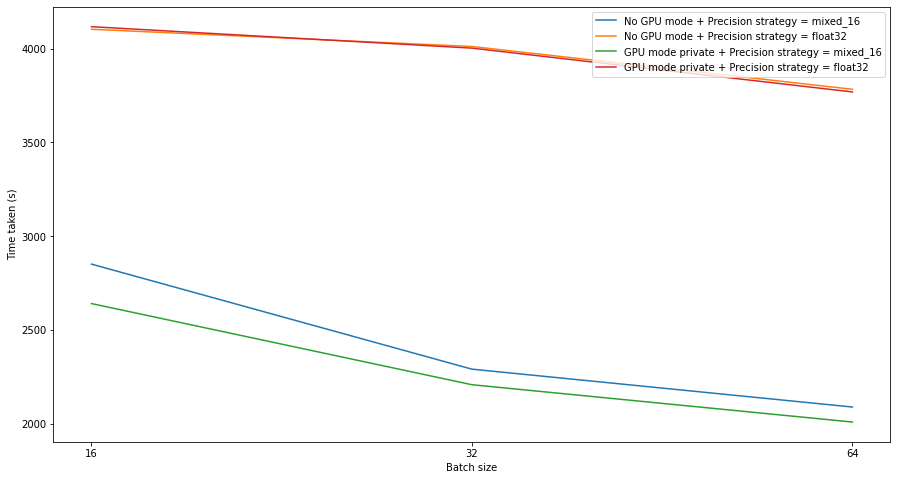 No GPU mode + Precision strategy = mixed_16
No GPU mode + Precision strategy = float32
GPU mode private + Precision strategy = mixed_16
GPU mode private + Precision strategy = float32
4000
3500
3000
2500
2000
Time taken (s)
16
32
64
Batch size